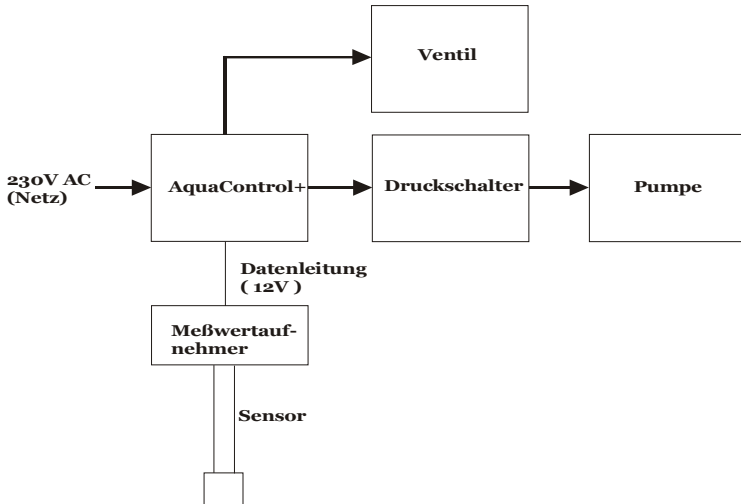 Ventil
230V AC
(Netz)
AquaControl+
Druckschalter
Pumpe
Datenleitung
( 12V )
Meßwertauf-
nehmer
Sensor